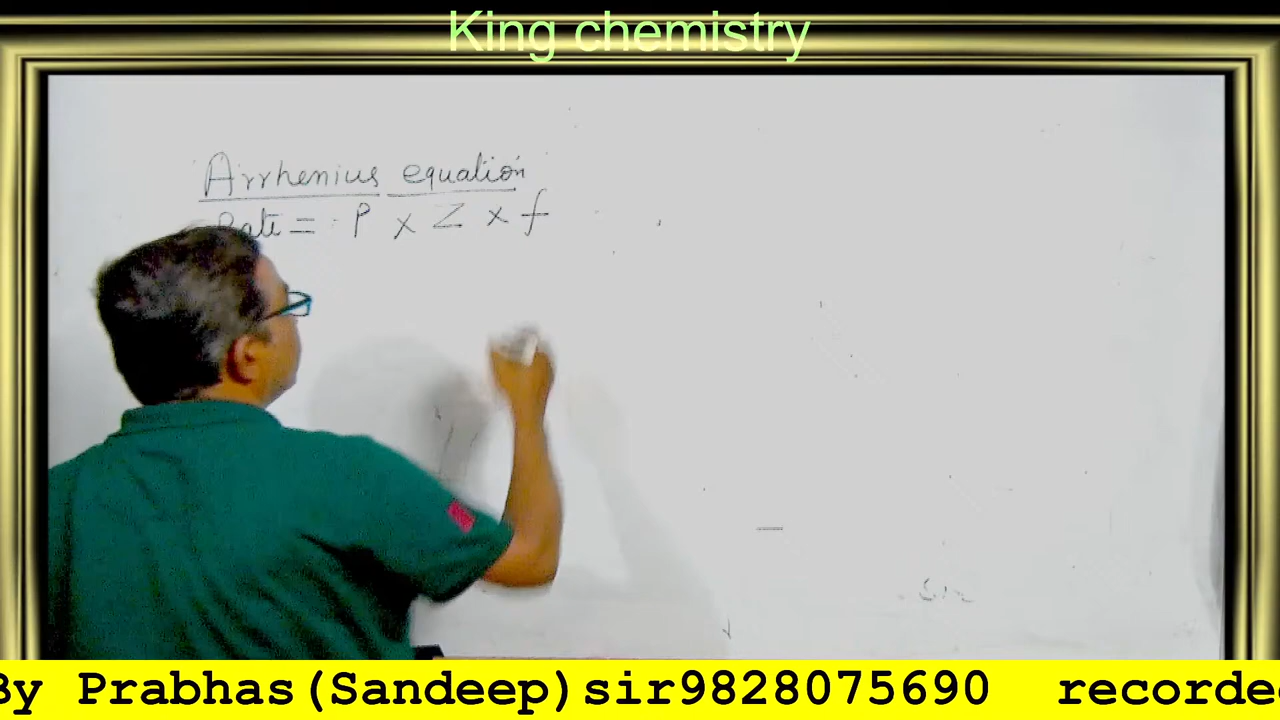 King chemistry
Arrhenius equation
Rate = P x Z x f
By Prabhas(Sandeep)sir9828075690 recorded